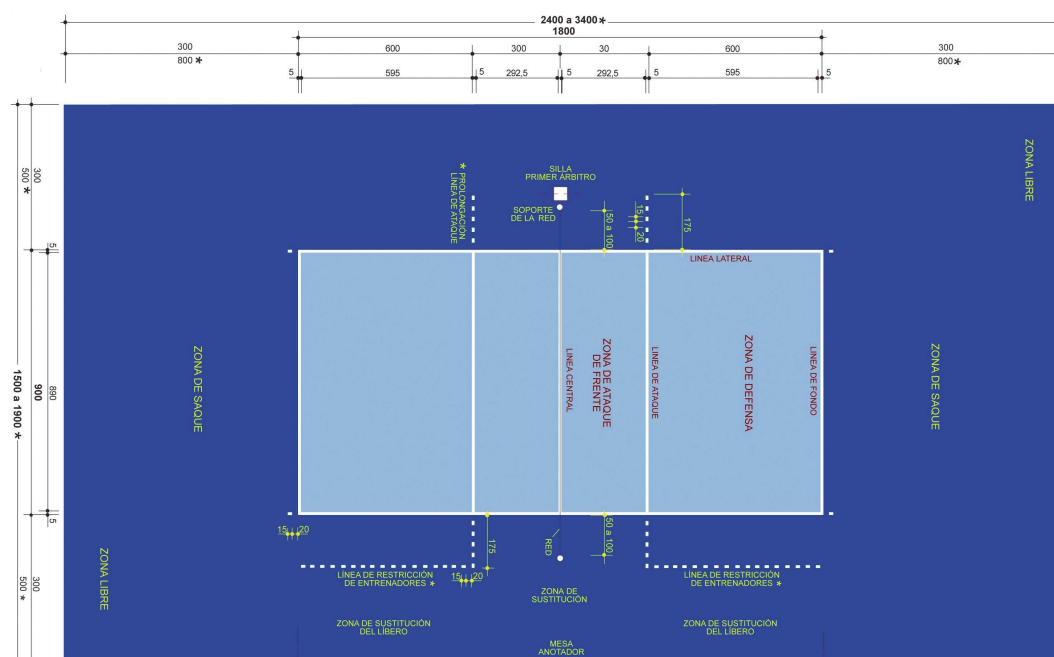 2400 a 3400*
1800
300
600
300
30
600
300
800 *
800*
5
595
5
292,5
5
292,5
5
595
5
ZONA LIBRE
* PROLONGACIÓN
LÍNEA DE ATAQUE
SILLA
PRIMER ÁRBITRO
SOPORTE
DE LA RED
50 a 100
15
20
175
LINEA LATERAL
300
500 *
5
1500 a 1900 *
900
890
ZONA DE SAQUE
LINEA CENTRAL
ZONA DE ATAQUE
DE FRENTE
LINEA DE ATAQUE
ZONA DE DEFENSA
LINEA DE FONDO
ZONA DE SAQUE
5
15
20
175
RED
50 a 100
15
20
ZONA LIBRE
300
500 *
LÍNEA DE RESTRICCIÓN
DE ENTRENADORES *
ZONA DE
SUSTITUCIÓN
LÍNEA DE RESTRICCIÓN
DE ENTRENADORES *
ZONA DE SUSTITUCIÓN
DEL LÍBERO
ZONA DE SUSTITUCIÓN
DEL LÍBERO
MESA
ANOTADOR